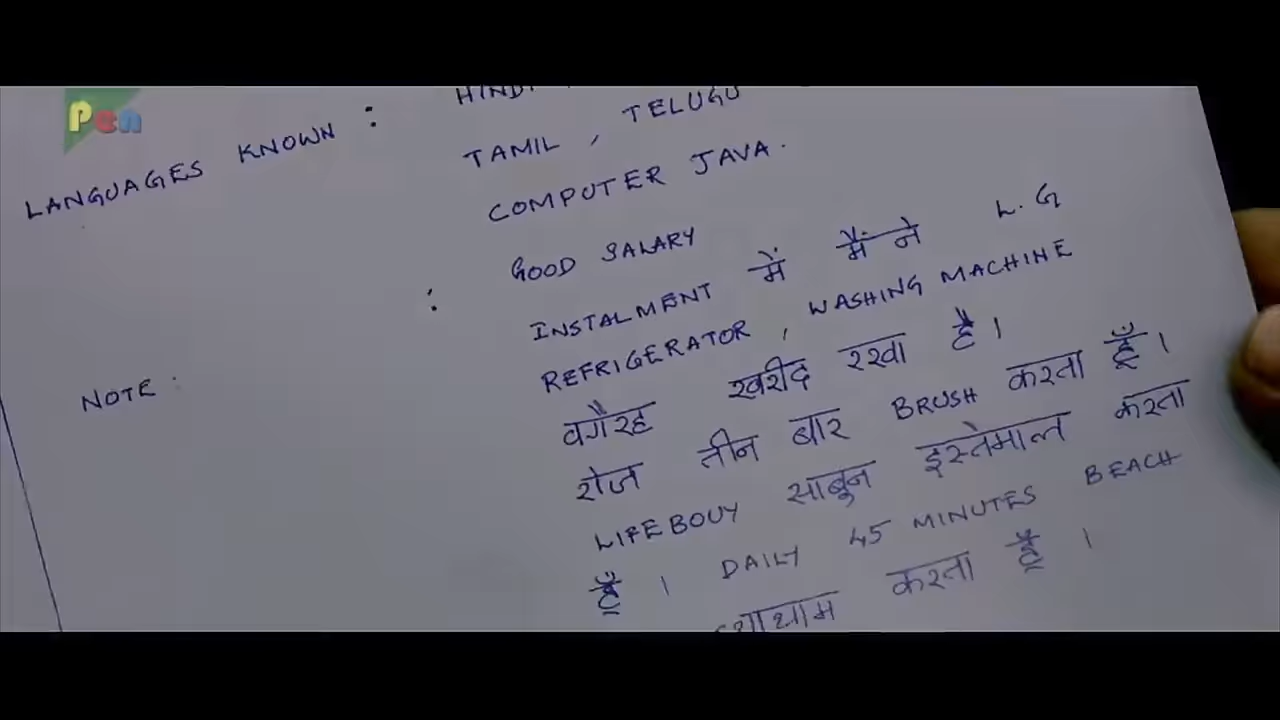 Pen
HINDI
LANGUAGES KNOWN :
TAMIL , TELUGU
COMPUTER JAVA.
: GOOD SALARY
INSTALMENT में मैंने L.G
REFRIGERATOR , WASHING MACHINE
NOTE :
वगैरह खरीद रखा है।
रोज तीन बार BRUSH करता हूँ।
LIFEBOUY साबुन इस्तेमाल करता
हूँ । DAILY 45 MINUTES BEACH
करता हूँ ।